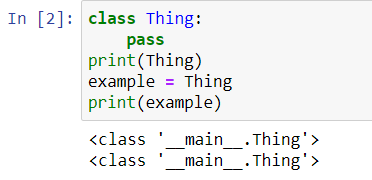 In [2]: class Thing:
    pass
print(Thing)
example = Thing
print(example)
<class '__main__.Thing'>
<class '__main__.Thing'>